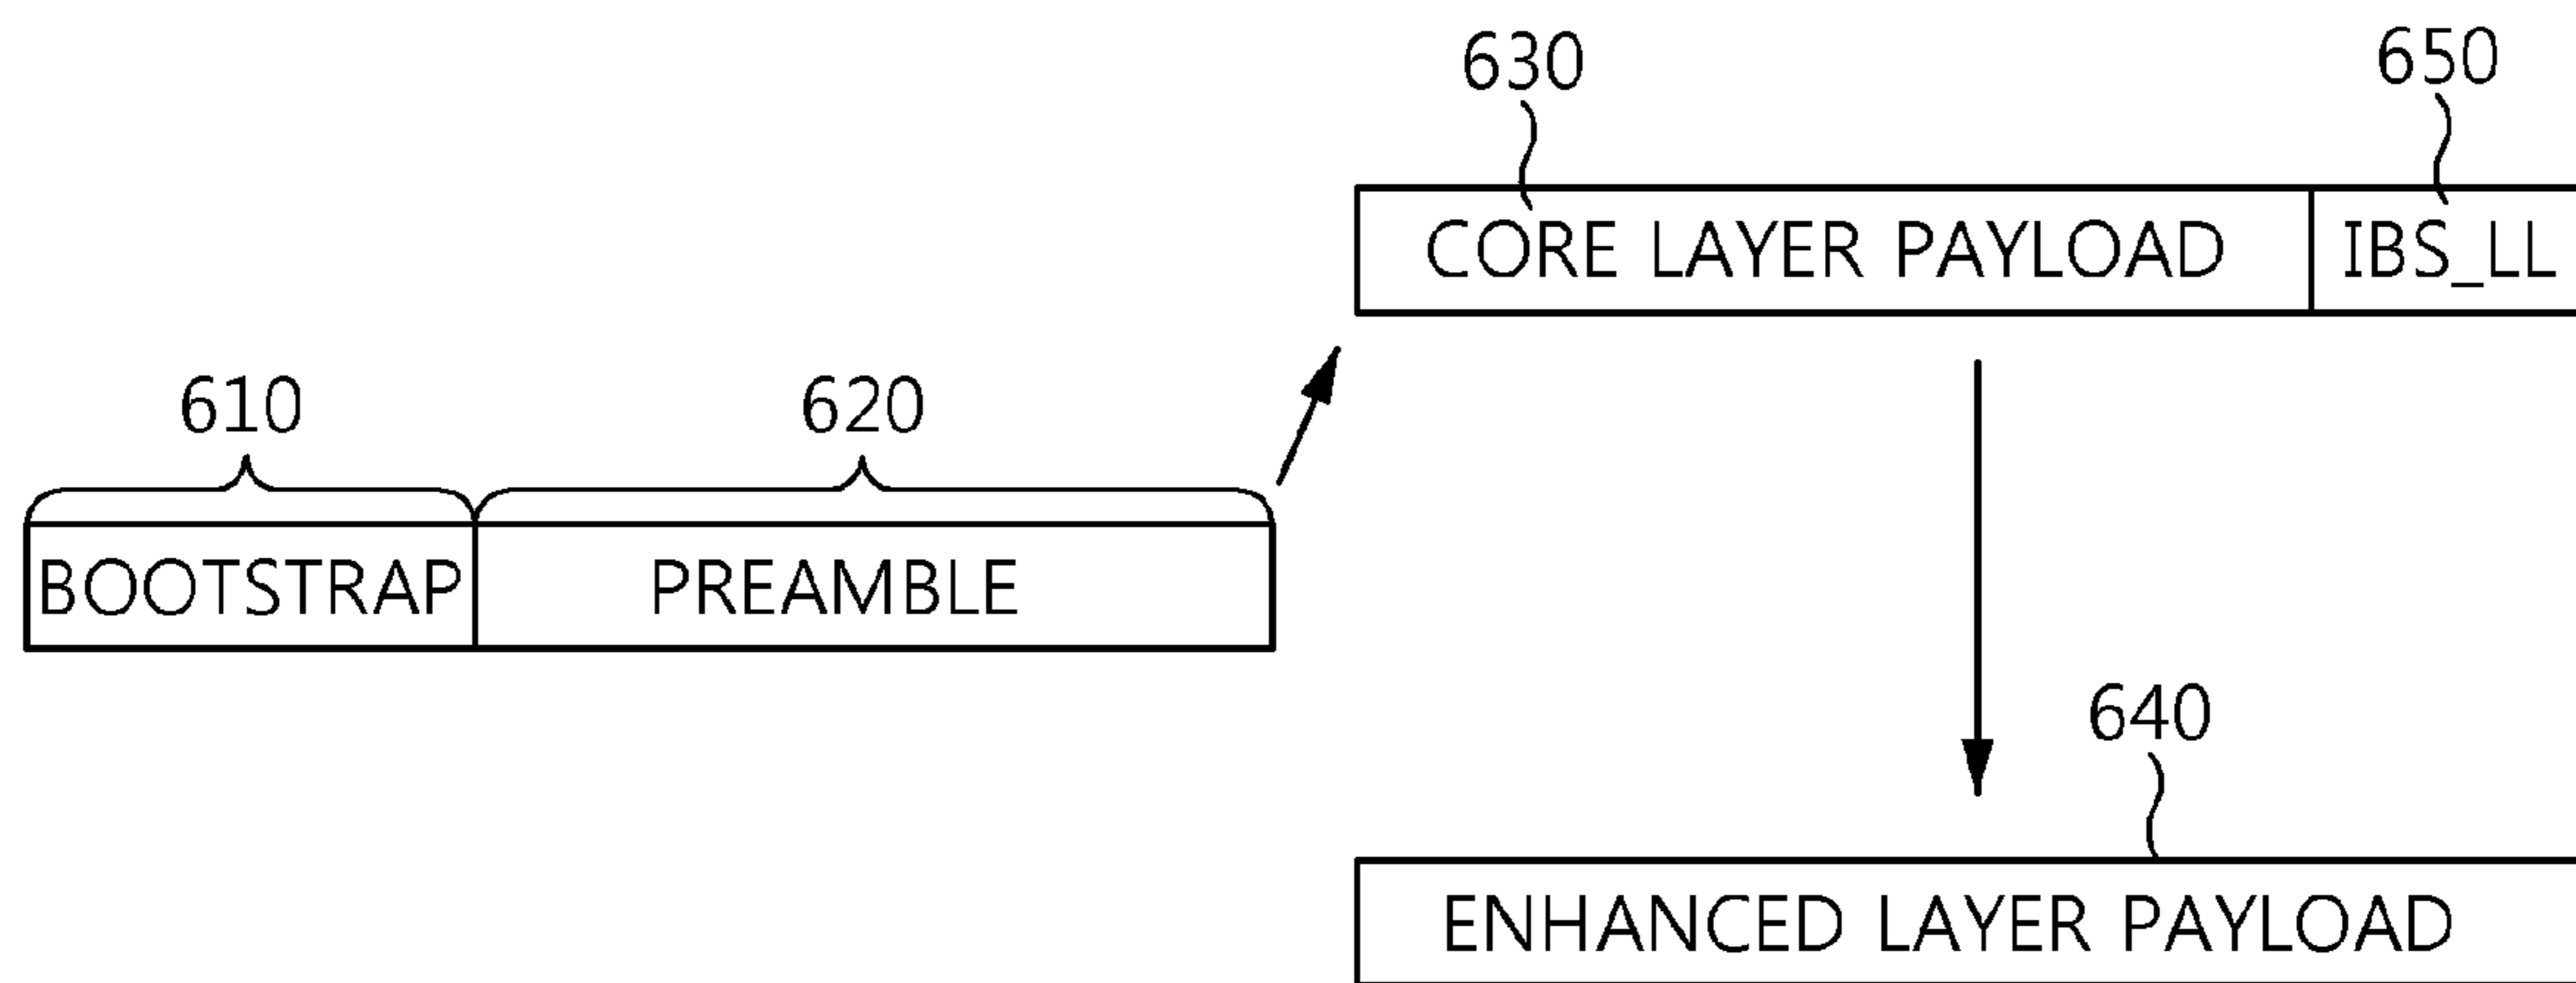 630
650
CORE LAYER PAYLOAD
IBS_LL
610
620
BOOTSTRAP
PREAMBLE
640
ENHANCED LAYER PAYLOAD